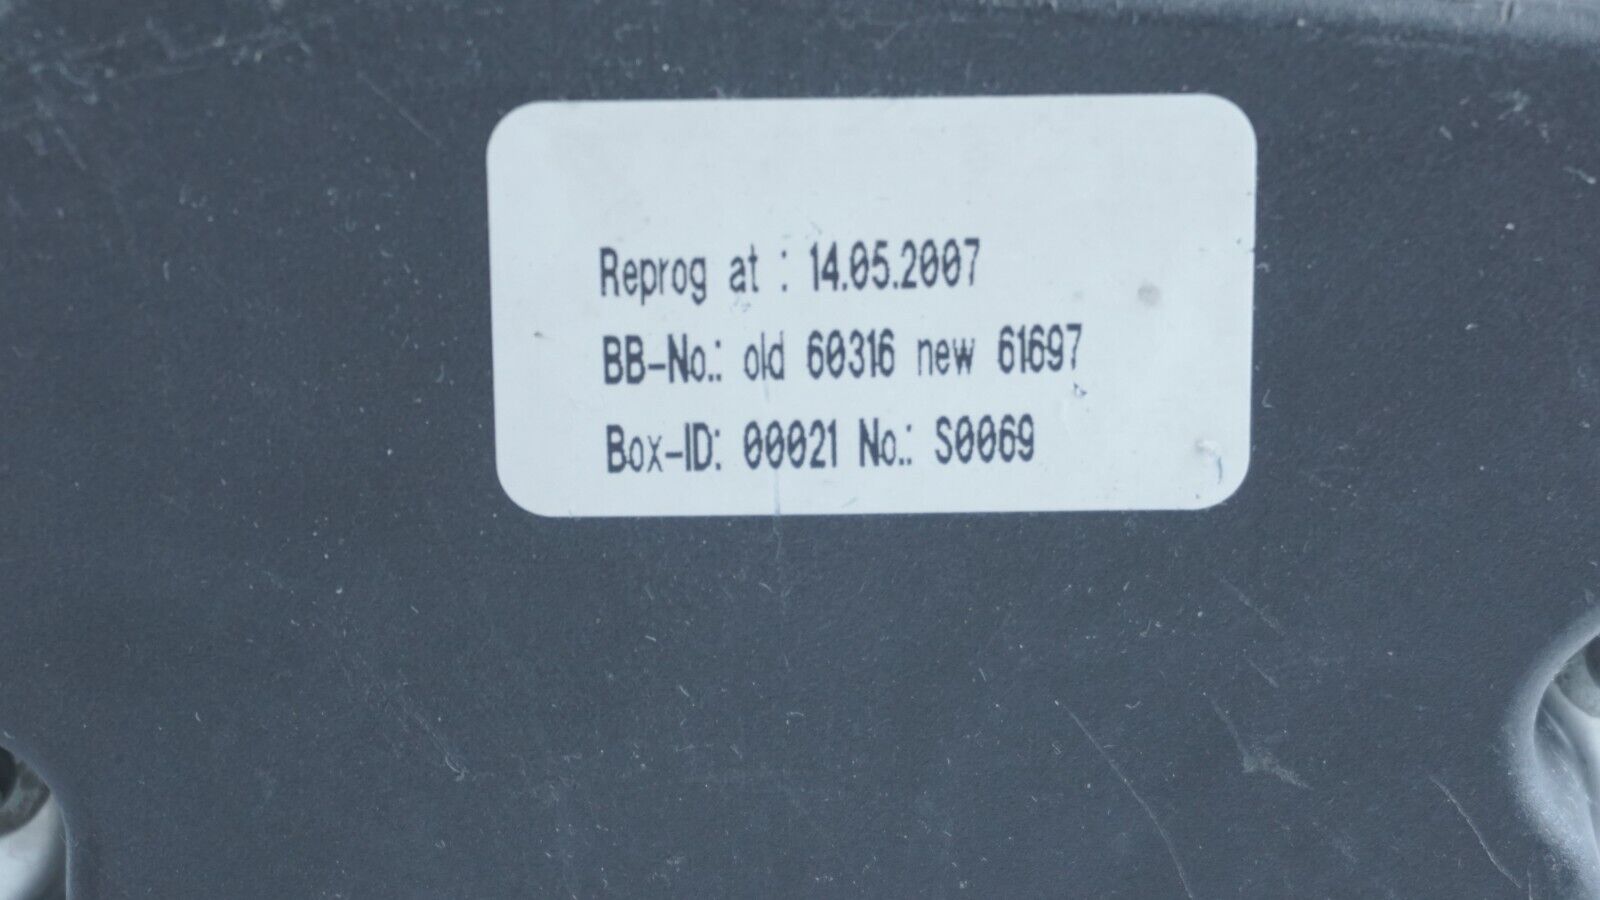 Reprog at : 14.05.2007
BB-No.: old 60316 new 61697
Box-ID: 00021 No.: S0069